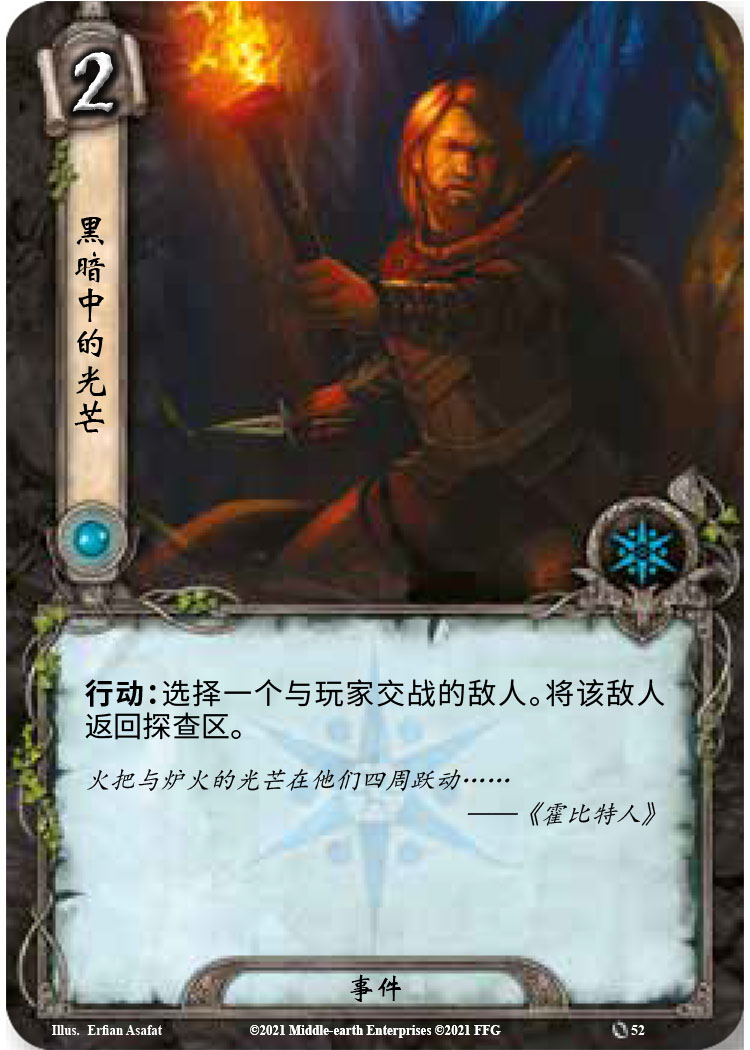 2
黑暗中的光芒
行动：选择一个与玩家交战的敌人。将该敌人
返回探查区。
火把与炉火的光芒在他们四周跃动……
——《霍比特人》
事件
Illus. Erfian Asafat
©2021 Middle-earth Enterprises ©2021 FFG
52